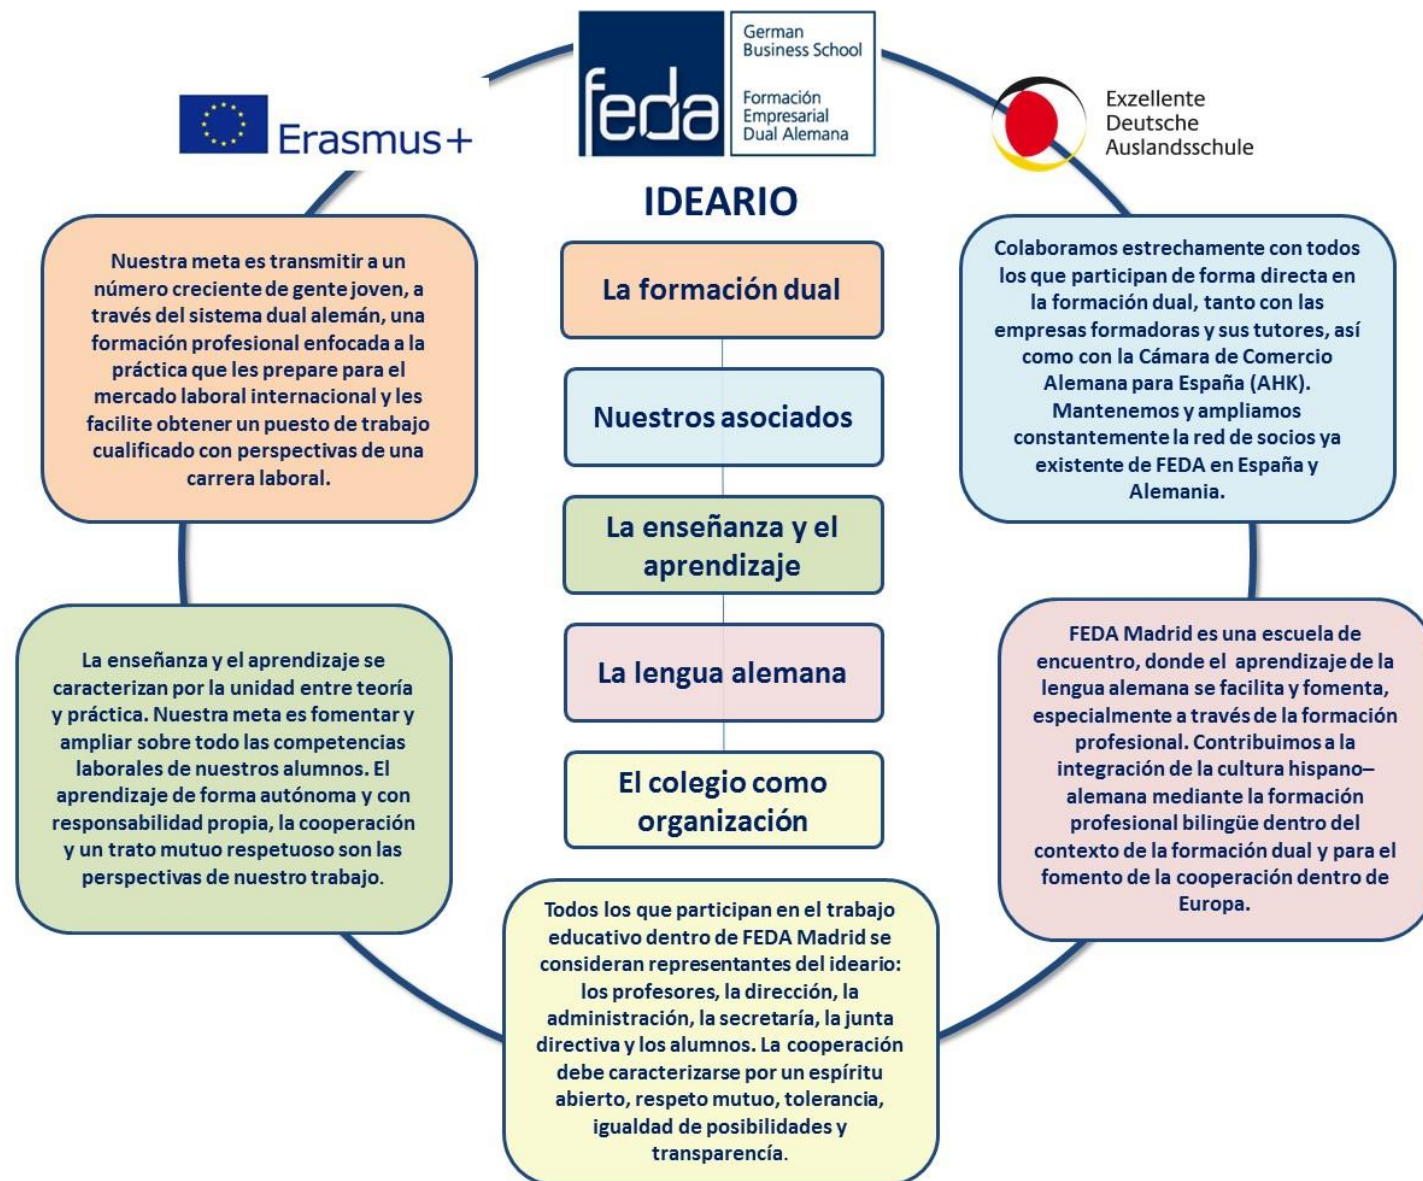 Erasmus+
feda
German
Business School
Formación
Empresarial
Dual Alemana
Exzellente
Deutsche
Auslandsschule
IDEARIO
La formación dual
Nuestros asociados
La enseñanza y el
aprendizaje
La lengua alemana
El colegio como
organización
Nuestra meta es transmitir a un
número creciente de gente joven, a
través del sistema dual alemán, una
formación profesional enfocada a la
práctica que les prepare para el
mercado laboral internacional y les
facilite obtener un puesto de trabajo
cualificado con perspectivas de una
carrera laboral.
Colaboramos estrechamente con todos
los que participan de forma directa en
la formación dual, tanto con las
empresas formadoras y sus tutores, así
como con la Cámara de Comercio
Alemana para España (AHK).
Mantenemos y ampliamos
constantemente la red de socios ya
existente de FEDA en España y
Alemania.
La enseñanza y el aprendizaje se
caracterizan por la unidad entre teoría
y práctica. Nuestra meta es fomentar y
ampliar sobre todo las competencias
laborales de nuestros alumnos. El
aprendizaje de forma autónoma y con
responsabilidad propia, la cooperación
y un trato mutuo respetuoso son las
perspectivas de nuestro trabajo.
FEDA Madrid es una escuela de
encuentro, donde el aprendizaje de la
lengua alemana se facilita y fomenta,
especialmente a través de la formación
profesional. Contribuimos a la
integración de la cultura hispano–
alemana mediante la formación
profesional bilingüe dentro del
contexto de la formación dual y para el
fomento de la cooperación dentro de
Europa.
Todos los que participan en el trabajo
educativo dentro de FEDA Madrid se
consideran representantes del ideario:
los profesores, la dirección, la
administración, la secretaría, la junta
directiva y los alumnos. La cooperación
debe caracterizarse por un espíritu
abierto, respeto mutuo, tolerancia,
igualdad de posibilidades y
transparencía.